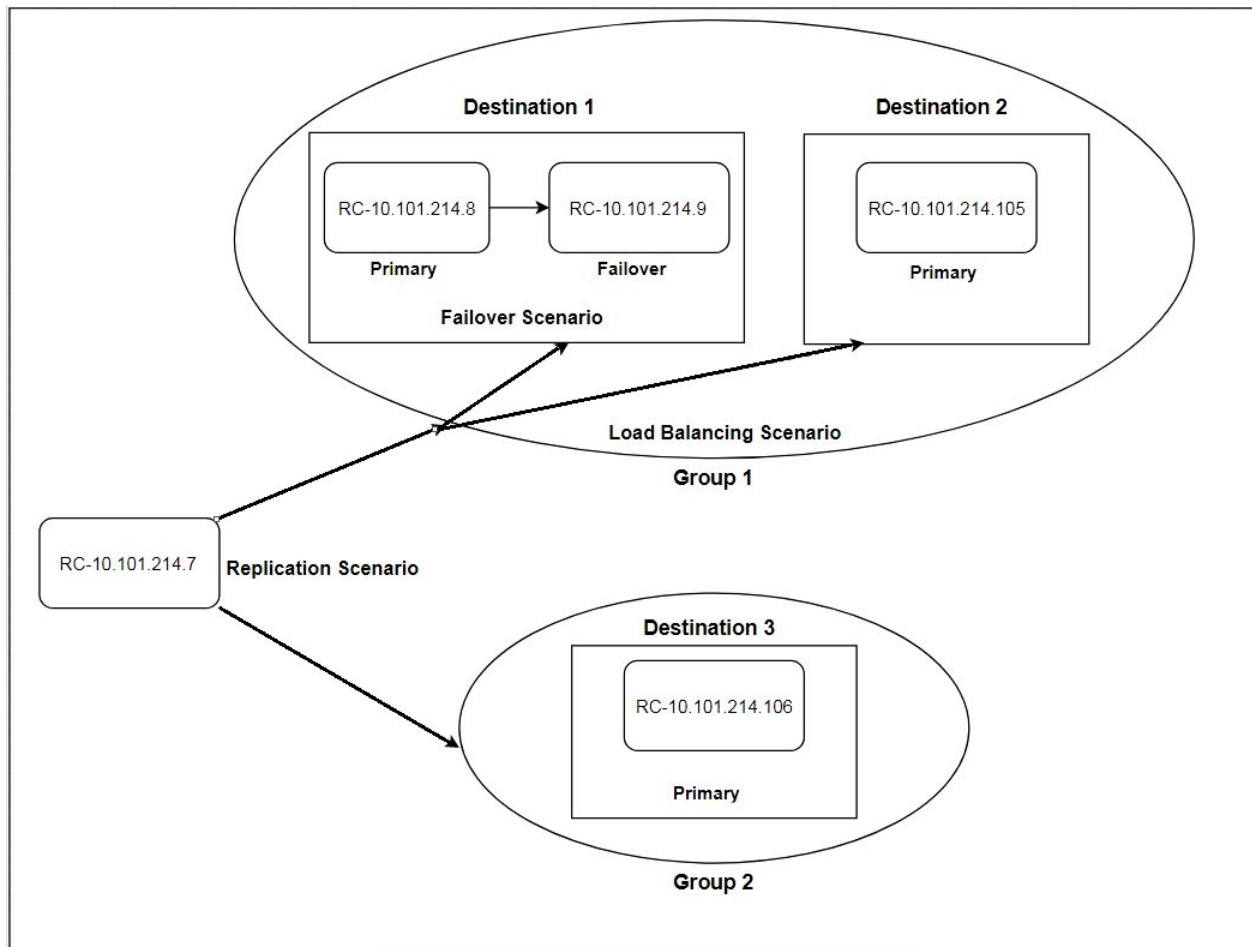 Destination 1
Destination 2
RC-10.101.214.8
RC-10.101.214.9
RC-10.101.214.105
Primary
Failover
Primary
Failover Scenario
Load Balancing Scenario
Group 1
RC-10.101.214.7
Replication Scenario
Destination 3
RC-10.101.214.106
Primary
Group 2